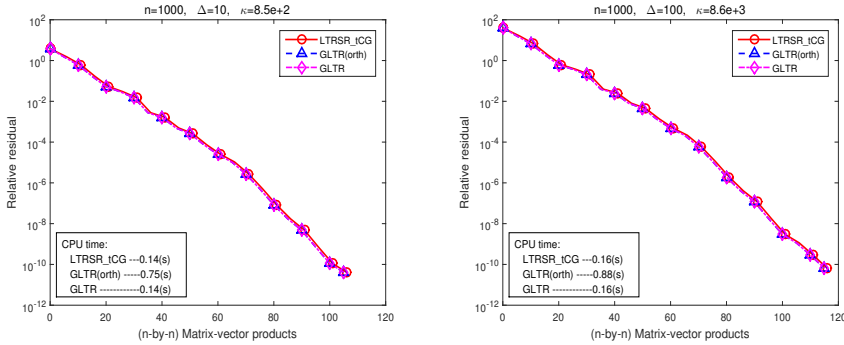 n=1000, Δ=10, κ=8.5e+2
10^2
10^0
10^-2
10^-4
10^-6
10^-8
10^-10
10^-12
Relative residual
LTRSR_tCG
GLTR(orth)
GLTR
CPU time:
LTRSR_tCG ---0.14(s)
GLTR(orth) -----0.75(s)
GLTR ------------0.14(s)
0 20 40 60 80 100 120
(n-by-n) Matrix-vector products
n=1000, Δ=100, κ=8.6e+3
10^2
10^0
10^-2
10^-4
10^-6
10^-8
10^-10
10^-12
Relative residual
LTRSR_tCG
GLTR(orth)
GLTR
CPU time:
LTRSR_tCG ---0.16(s)
GLTR(orth) -----0.88(s)
GLTR ------------0.16(s)
0 20 40 60 80 100 120
(n-by-n) Matrix-vector products